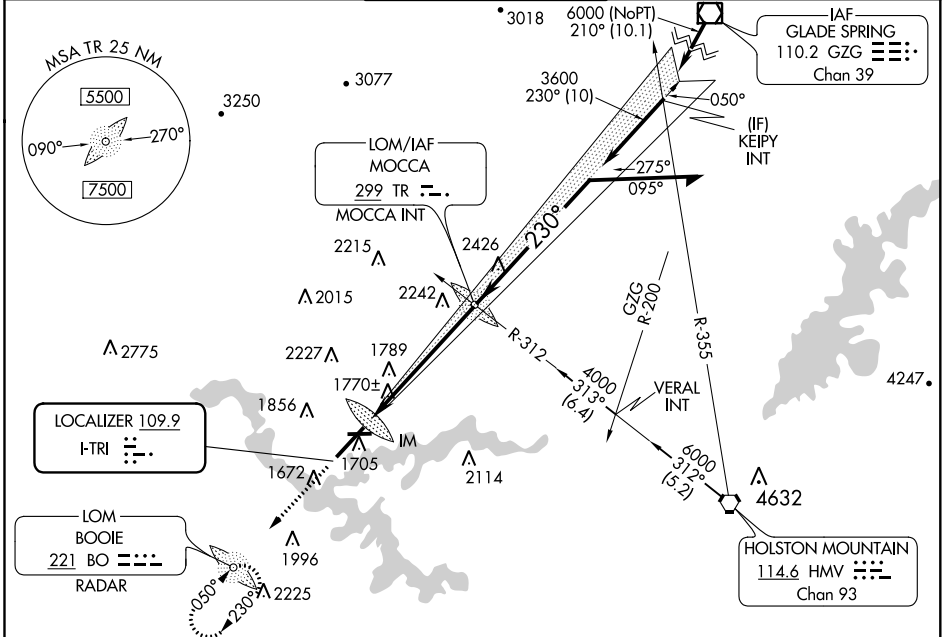 MSA TR 25 NM
5500
090°
270°
7500
3018
3077
3250
6000 (NoPT)
210° (10.1)
IAF
GLADE SPRING
110.2 GZG
Chan 39
3600
230° (10)
050°
(IF)
KEIPY
INT
275°
095°
LOM/IAF
MOCCA
299 TR
MOCCA INT
230°
2215
2426
2015
2242
GZG
R-200
R-355
R-312
2775
2227
1789
1770±
4000
313°
(6.4)
VERAL
INT
4247
1856
LOCALIZER 109.9
I-TRI
IM
1705
1672
2114
6000
312°
(5.2)
4632
LOM
BOOIE
221 BO
RADAR
1996
050°
230°
2225
HOLSTON MOUNTAIN
114.6 HMV
Chan 93